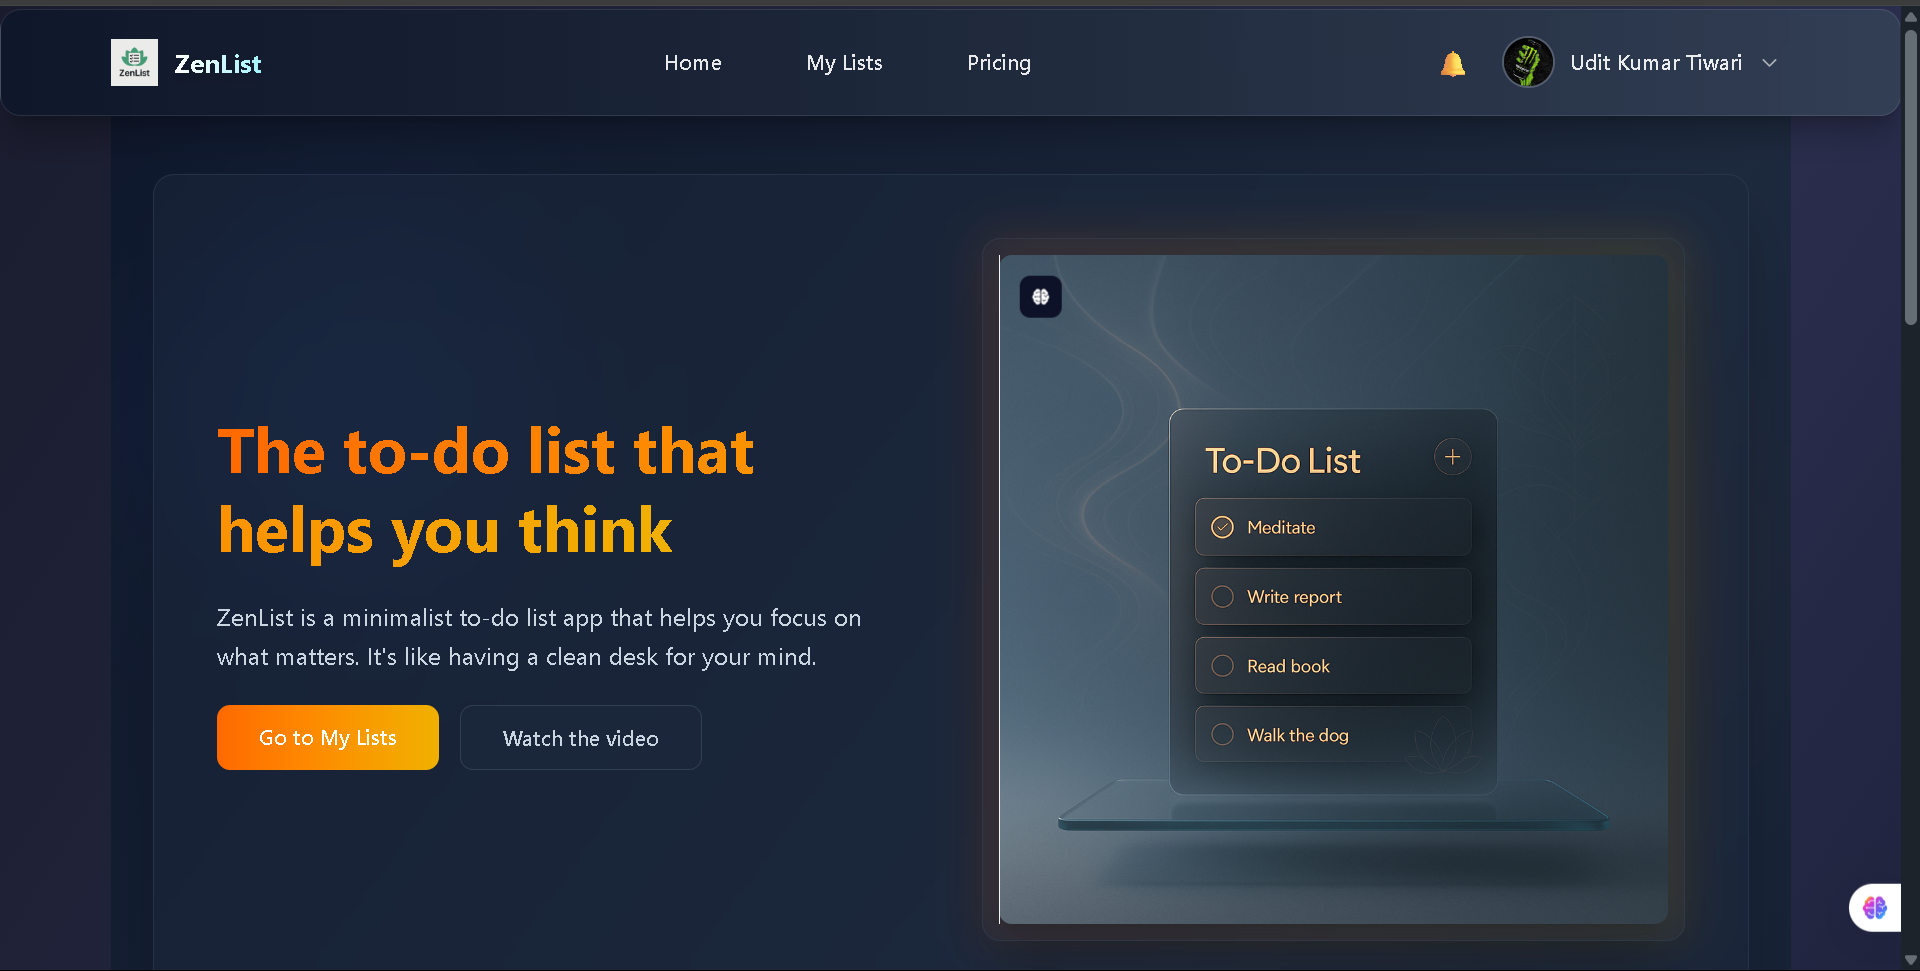 ZenList
ZenList
Home
My Lists
Pricing
Udit Kumar Tiwari
The to-do list that
helps you think
ZenList is a minimalist to-do list app that helps you focus on
what matters. It's like having a clean desk for your mind.
Go to My Lists
Watch the video
To-Do List
Meditate
Write report
Read book
Walk the dog